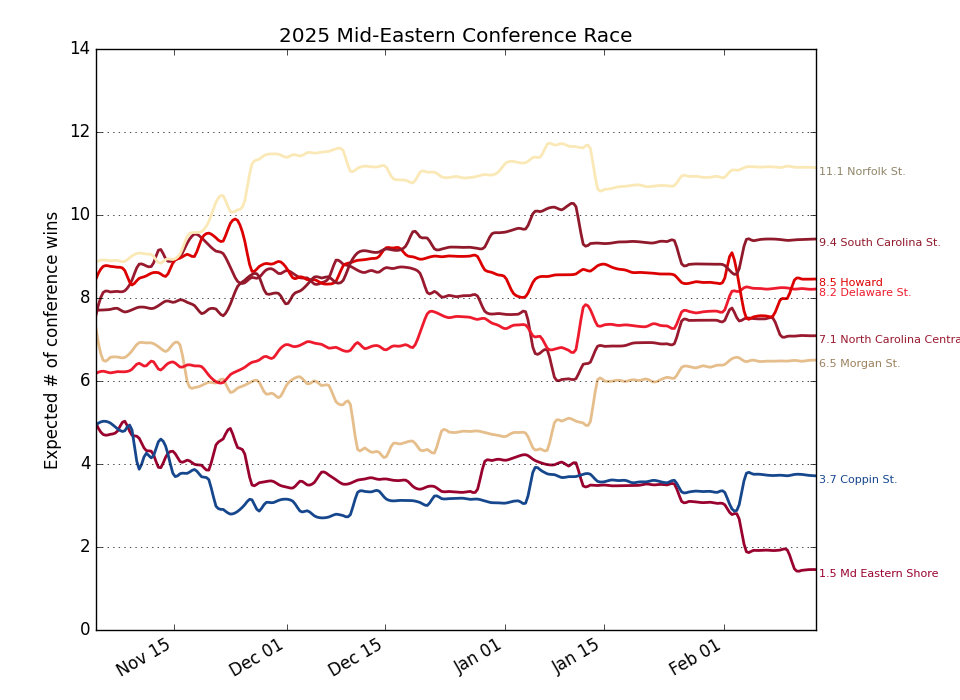 2025 Mid-Eastern Conference Race
Expected # of conference wins
14
12
10
8
6
4
2
0
Nov 15
Dec 01
Dec 15
Jan 01
Jan 15
Feb 01
11.1 Norfolk St.
9.4 South Carolina St.
8.5 Howard
8.2 Delaware St.
7.1 North Carolina Centra
6.5 Morgan St.
3.7 Coppin St.
1.5 Md Eastern Shore